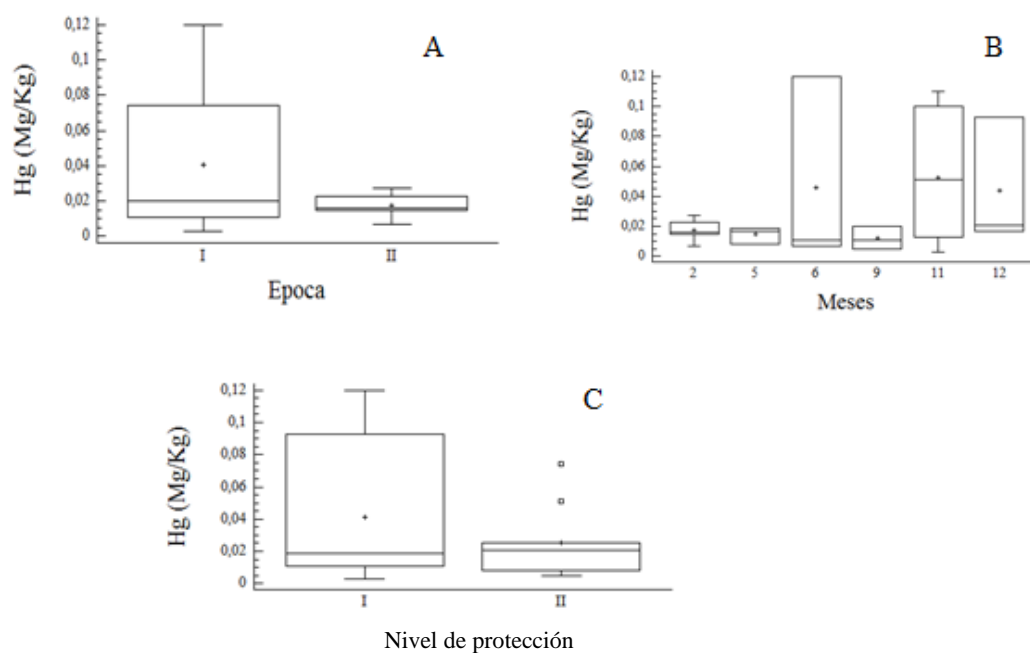 A
Hg (Mg/Kg)
0,12
0,1
0,08
0,06
0,04
0,02
0
I II
Epoca
B
Hg (Mg/Kg)
0,12
0,1
0,08
0,06
0,04
0,02
0
2 5 6 9 11 12
Meses
C
Hg (Mg/Kg)
0,12
0,1
0,08
0,06
0,04
0,02
0
I II
Nivel de protección